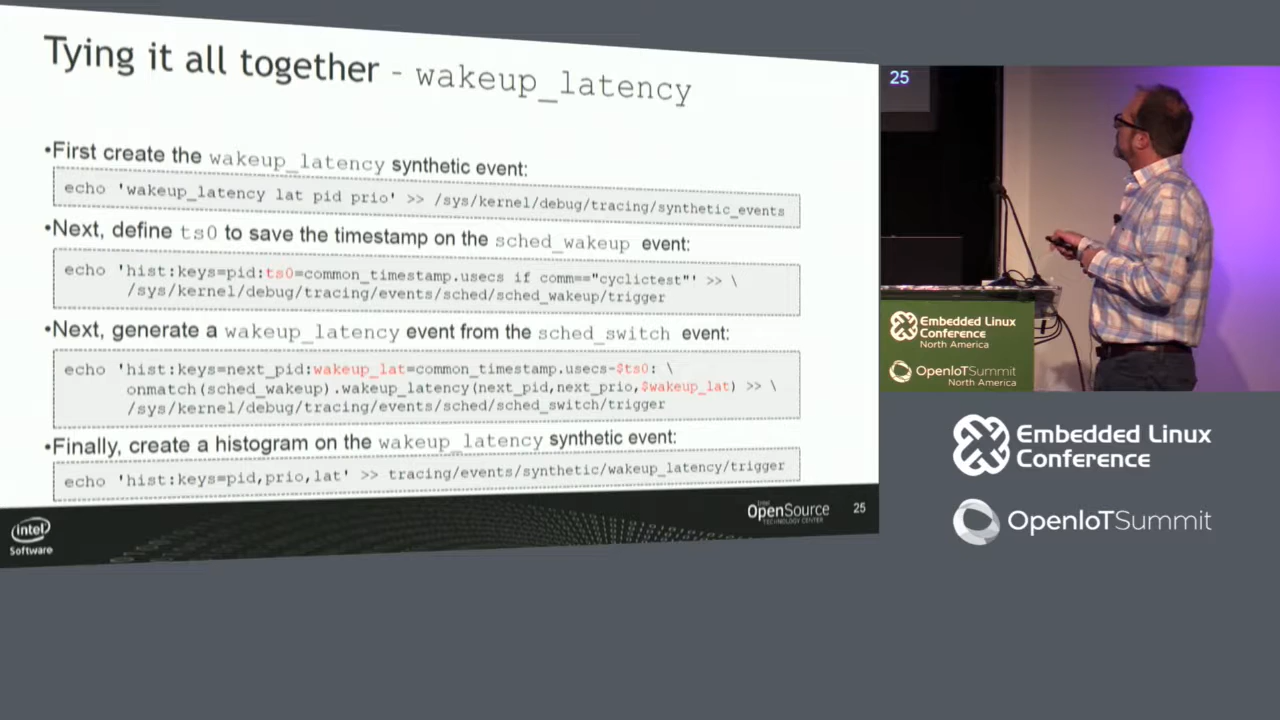 Tying it all together - wakeup_latency
•First create the wakeup_latency synthetic event:
echo 'wakeup_latency lat pid prio' >> /sys/kernel/debug/tracing/synthetic_events
•Next, define ts0 to save the timestamp on the sched_wakeup event:
echo 'hist:keys=pid:ts0=common_timestamp.usecs if comm=="cyclictest"' >> \
/sys/kernel/debug/tracing/events/sched/sched_wakeup/trigger
•Next, generate a wakeup_latency event from the sched_switch event:
echo 'hist:keys=next_pid:wakeup_lat=common_timestamp.usecs-$ts0: \
onmatch(sched_wakeup).wakeup_latency(next_pid,next_prio,$wakeup_lat) >> \
/sys/kernel/debug/tracing/events/sched/sched_switch/trigger
•Finally, create a histogram on the wakeup_latency synthetic event:
echo 'hist:keys=pid,prio,lat' >> tracing/events/synthetic/wakeup_latency/trigger
intel
Software
Intel
OpenSource
TECHNOLOGY CENTER
25
25
Embedded Linux
Conference
North America
OpenIoTSummit
North America
Embedded Linux
Conference
OpenIoTSummit